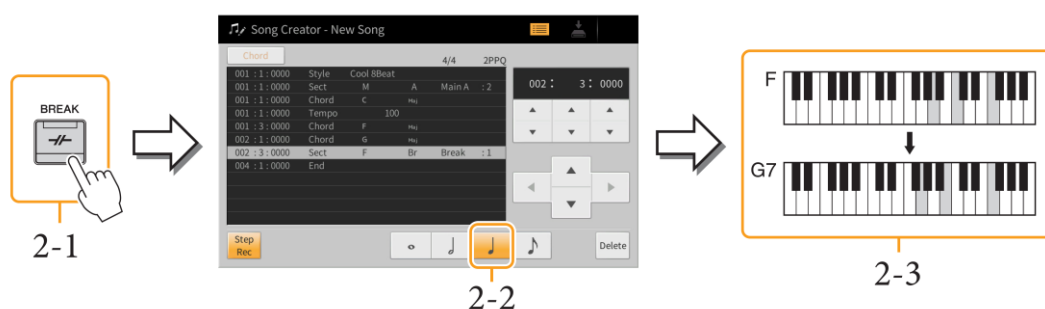 BREAK
2-1
Song Creator - New Song
Chord
4/4 2PPQ
001 : 1 : 0000 Style Cool 8Beat
001 : 1 : 0000 Sect M A Main A : 2
001 : 1 : 0000 Chord C Maj
001 : 1 : 0000 Tempo 100
001 : 3 : 0000 Chord F Maj
002 : 1 : 0000 Chord G Maj
002 : 3 : 0000 Sect F Br Break : 1
004 : 1 : 0000 End
002 : 3 : 0000
Step
Rec
Delete
2-2
F
G7
2-3